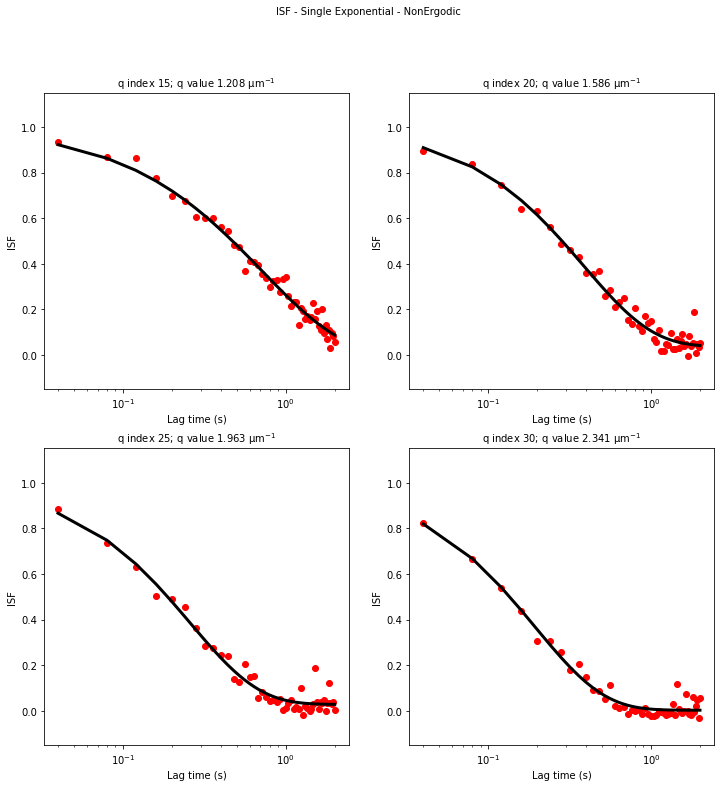 ISF - Single Exponential - NonErgodic
q index 15; q value 1.208 μm⁻¹
q index 20; q value 1.586 μm⁻¹
ISF
1.0
0.8
0.6
0.4
0.2
0.0
10⁻¹
10⁰
Lag time (s)
ISF
1.0
0.8
0.6
0.4
0.2
0.0
10⁻¹
10⁰
Lag time (s)
q index 25; q value 1.963 μm⁻¹
q index 30; q value 2.341 μm⁻¹
ISF
1.0
0.8
0.6
0.4
0.2
0.0
10⁻¹
10⁰
Lag time (s)
ISF
1.0
0.8
0.6
0.4
0.2
0.0
10⁻¹
10⁰
Lag time (s)